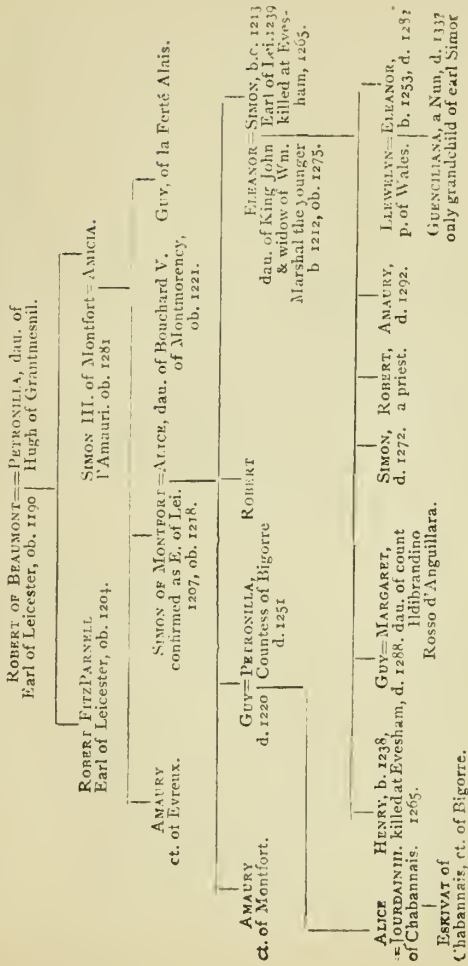 ROBERT OF BEAUMONT==PETRONILLA, dau. of
Earl of Leicester, ob. 1190 | Hugh of Grantmesnil.
ROBERT FITZPARNELL
Earl of Leicester, ob. 1204.
SIMON III. of Montfort=AMICIA.
l'Amauri. ob. 1281
AMAURY
ct. of Evreux.
SIMON OF MONTFORT=ALICE, dau. of Bouchard V.
confirmed as E. of Lei. of Montmorency,
1207, ob. 1218. ob. 1221.
GUY, of la Ferté Alais.
AMAURY
ct. of Montfort.
GUY=PETRONILLA,
d. 1220 | Countess of Bigorre
d. 1251
ROBERT
ELEANOR=SIMON, b.c. 1213
dau. of King John Earl of Lei. 1239
& widow of Wm. killed at Eves-
Marshal the younger ham, 1265.
b 1212, ob. 1275.
ALICE
=JOURDAIN III.
of Chabannais.
HENRY, b. 1238,
killed at Evesham,
1265.
GUY=MARGARET,
d. 1288. dau. of count
Ildibrandino
Rosso d'Anguillara.
SIMON,
d. 1272.
ROBERT,
a priest.
AMAURY,
d. 1292.
LLEWELYN=ELEANOR,
p. of Wales. b. 1253, d. 128
ESKIVAT of
Chabannais, ct. of Bigorre.
GUENCILIANA, a Nun, d. 1337
only grandchild of earl Simon